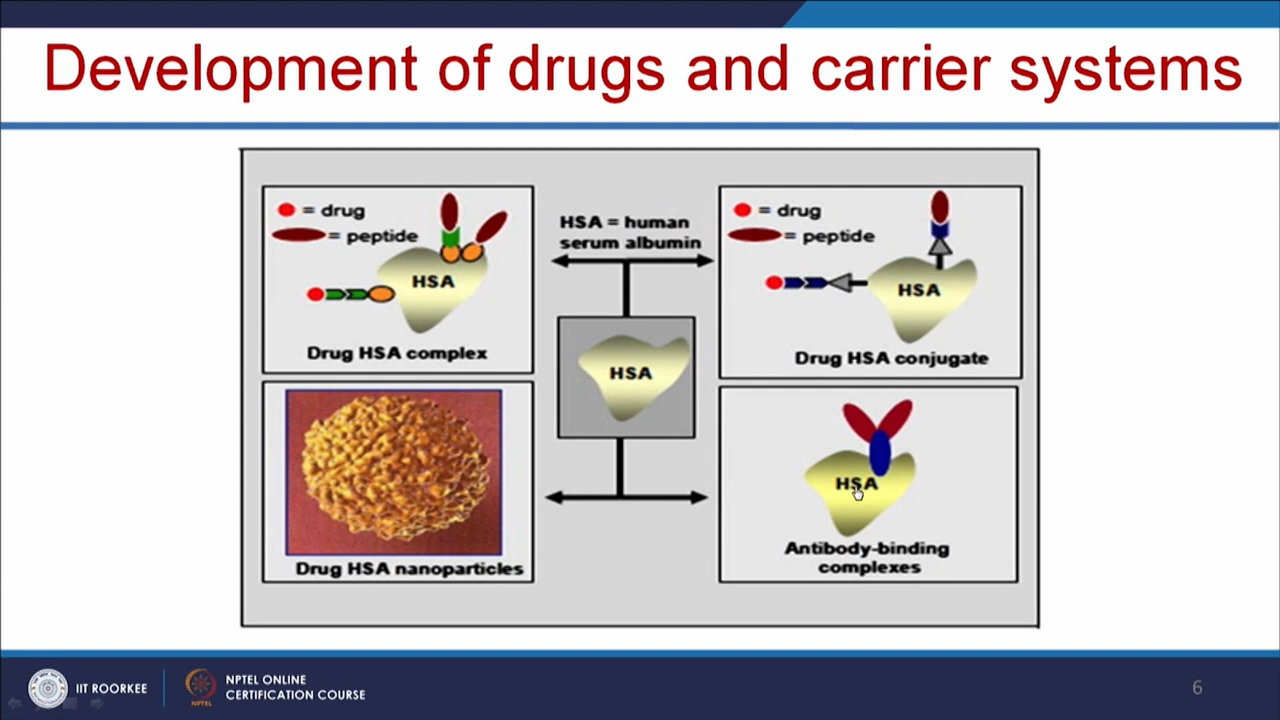 Development of drugs and carrier systems
= drug
= peptide
HSA
Drug HSA complex
HSA = human
serum albumin
= drug
= peptide
HSA
Drug HSA conjugate
HSA
Drug HSA nanoparticles
HSA
Antibody-binding
complexes
IIT ROORKEE
NPTEL
NPTEL ONLINE
CERTIFICATION COURSE
6